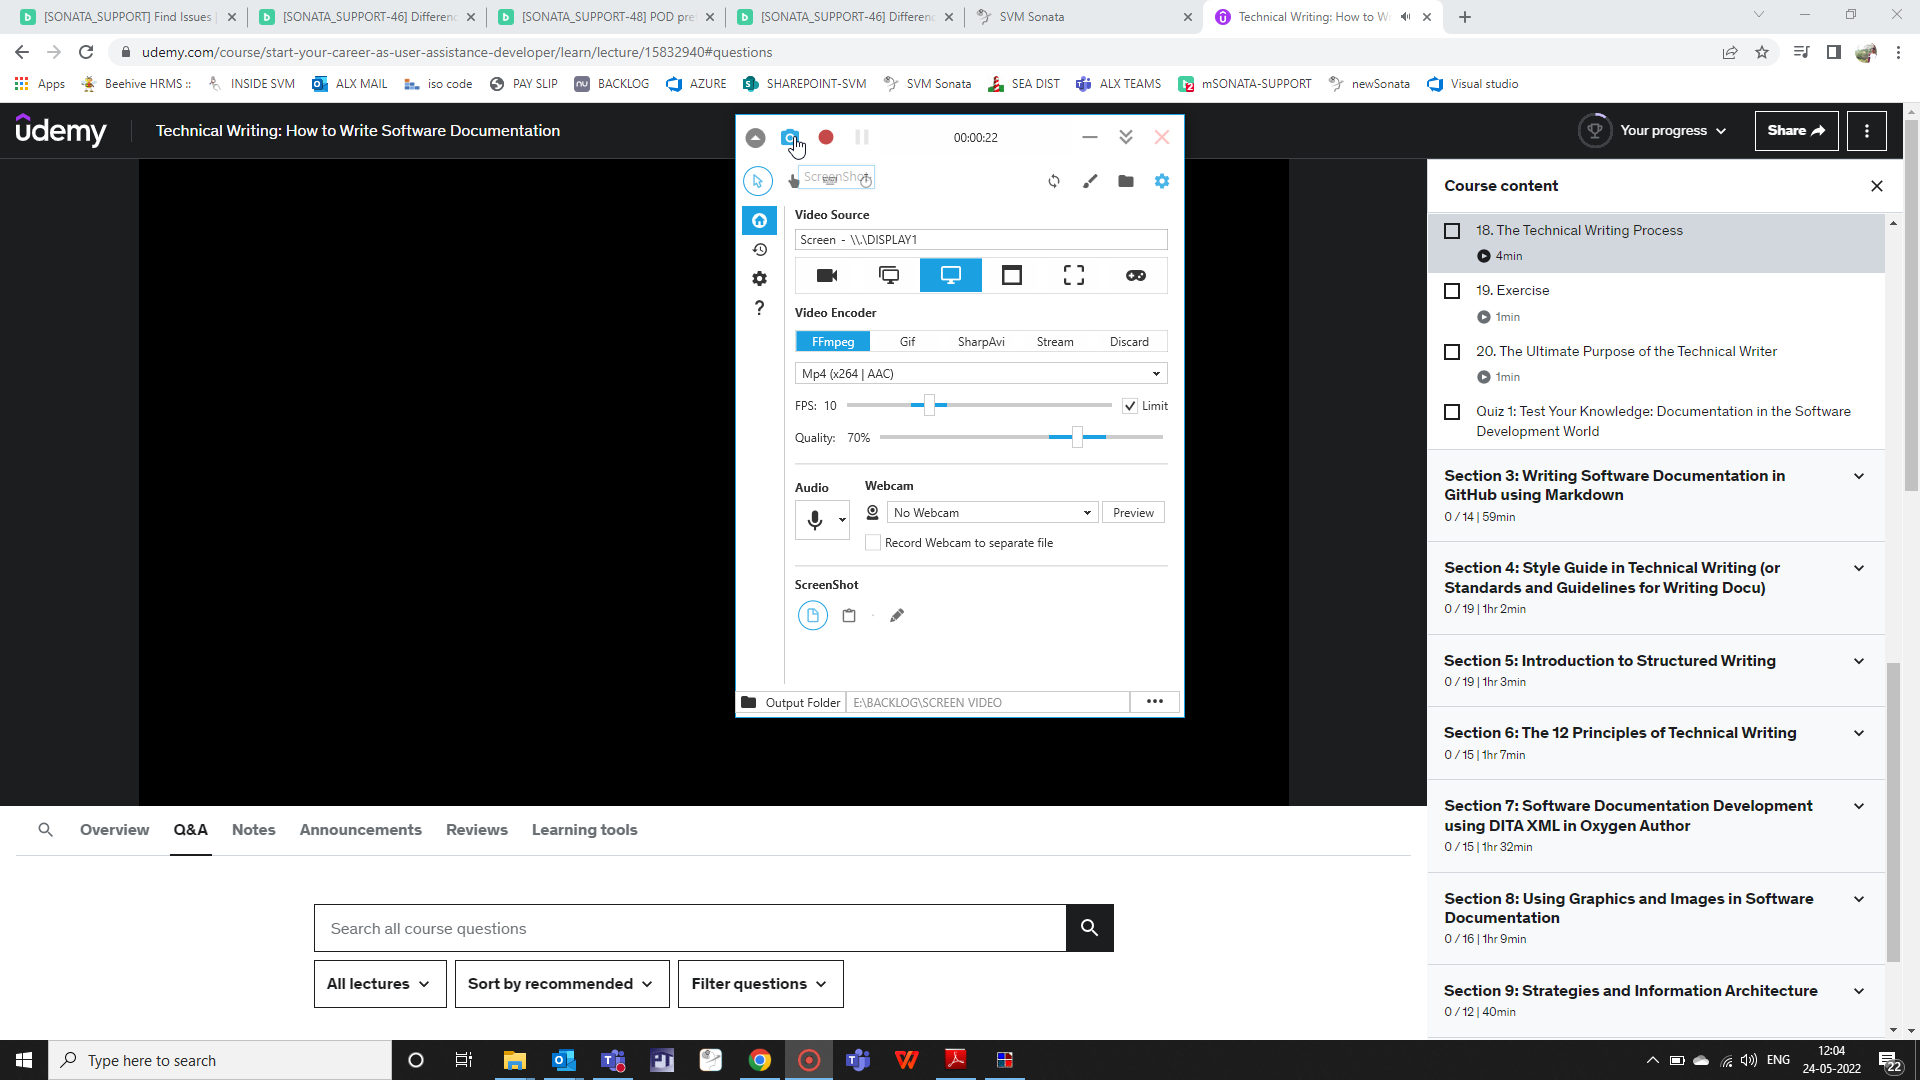 [SONATA_SUPPORT] Find Issues
[SONATA_SUPPORT-46] Differenc
[SONATA_SUPPORT-48] POD pre
[SONATA_SUPPORT-46] Differenc
SVM Sonata
Technical Writing: How to W
udemy.com/course/start-your-career-as-user-assistance-developer/learn/lecture/15832940#questions
Apps
Beehive HRMS ::
INSIDE SVM
ALX MAIL
iso code
PAY SLIP
BACKLOG
AZURE
SHAREPOINT-SVM
SVM Sonata
SEA DIST
ALX TEAMS
mSONATA-SUPPORT
newSonata
Visual studio
udemy
Technical Writing: How to Write Software Documentation
Your progress
Share
00:00:22
ScreenShot
Video Source
Screen - \\.\DISPLAY1
Video Encoder
FFmpeg
Gif
SharpAvi
Stream
Discard
Mp4 (x264 | AAC)
FPS: 10
Limit
Quality: 70%
Audio
Webcam
No Webcam
Preview
Record Webcam to separate file
ScreenShot
Output Folder
E:\BACKLOG\SCREEN VIDEO
Course content
18. The Technical Writing Process
4min
19. Exercise
1min
20. The Ultimate Purpose of the Technical Writer
1min
Quiz 1: Test Your Knowledge: Documentation in the Software
Development World
Section 3: Writing Software Documentation in
GitHub using Markdown
0 / 14 | 59min
Section 4: Style Guide in Technical Writing (or
Standards and Guidelines for Writing Docu)
0 / 19 | 1hr 2min
Section 5: Introduction to Structured Writing
0 / 19 | 1hr 3min
Section 6: The 12 Principles of Technical Writing
0 / 15 | 1hr 7min
Section 7: Software Documentation Development
using DITA XML in Oxygen Author
0 / 15 | 1hr 32min
Section 8: Using Graphics and Images in Software
Documentation
0 / 16 | 1hr 9min
Section 9: Strategies and Information Architecture
0 / 12 | 40min
Overview
Q&A
Notes
Announcements
Reviews
Learning tools
Search all course questions
All lectures
Sort by recommended
Filter questions
Type here to search
ENG
12:04
24-05-2022
22